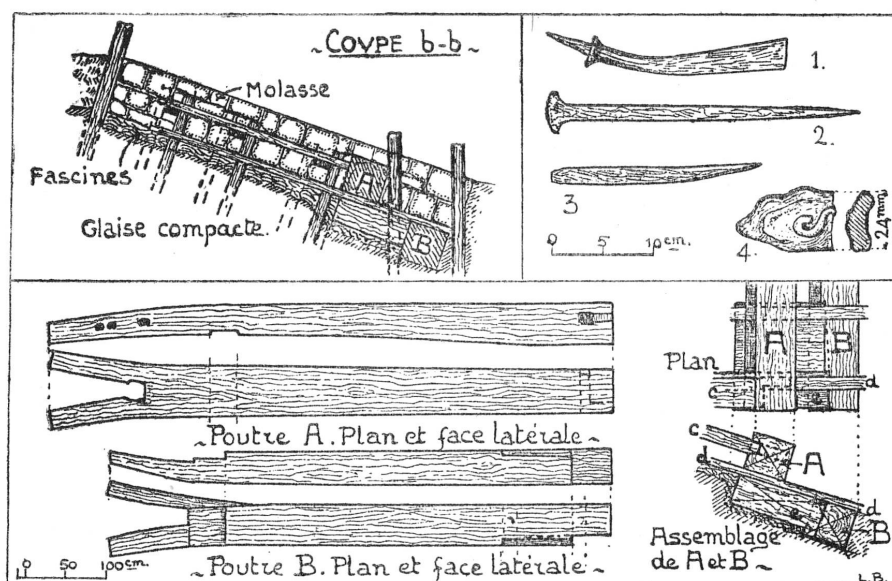 ~COVPE b-b~
Molasse
Fascines
Glaise compacte.
A
B
1.
2.
3
4.
24mm.
0 5 10cm.
Plan
A
B
c
d
~Poutre A. Plan et face latérale~
~Poutre B. Plan et face latérale~
0 50 100cm.
c
d
A
e
d
B
Assemblage
de A et B~
L.B.